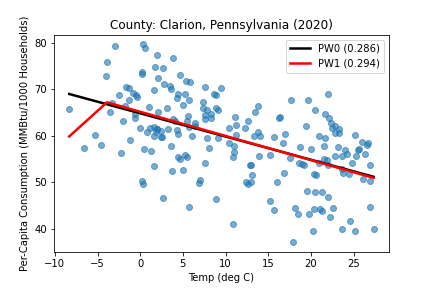 County: Clarion, Pennsylvania (2020)
Per-Capita Consumption (MMBtu/1000 Households)
80
70
60
50
40
PW0 (0.286)
PW1 (0.294)
−10 −5 0 5 10 15 20 25
Temp (deg C)